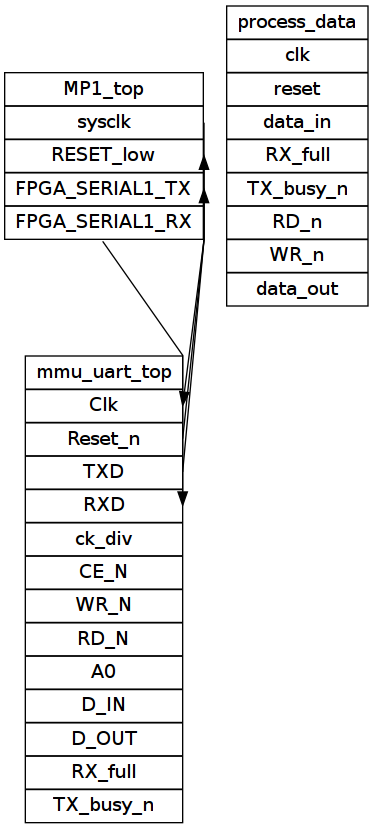 MP1_top
sysclk
RESET_low
FPGA_SERIAL1_TX
FPGA_SERIAL1_RX
process_data
clk
reset
data_in
RX_full
TX_busy_n
RD_n
WR_n
data_out
mmu_uart_top
Clk
Reset_n
TXD
RXD
ck_div
CE_N
WR_N
RD_N
A0
D_IN
D_OUT
RX_full
TX_busy_n